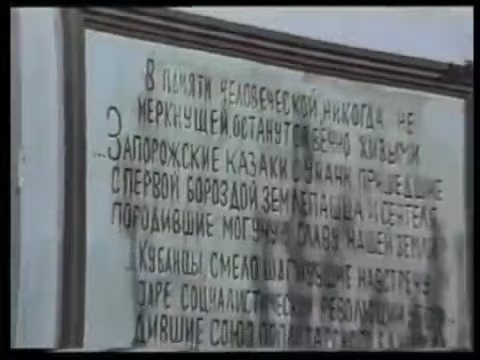 В ПАМЯТИ ЧЕЛОВЕЧЕСКОЙ, НИКОГДА НЕ
МЕРКНУЩЕЙ ОСТАНУТСЯ ВЕЧНО ЖИВЫМИ
...ЗАПОРОЖСКИЕ КАЗАКИ ПРИШЕДШИЕ
С ПЕРВОЙ БОРОЗДОЙ ЗЕМЛЕПАШЦА И СЕЯТЕЛЯ
ПОРОДИВШИЕ МОГУЧУЮ СЛАВУ НАШЕЙ ЗЕМЛИ
...КУБАНЦЫ, СМЕЛО ШАГНУВШИЕ НАВСТРЕЧУ
ЗАРЕ СОЦИАЛИСТИЧЕСКОЙ РЕВОЛЮЦИИ
ДИВШИЕ СОЮЗ